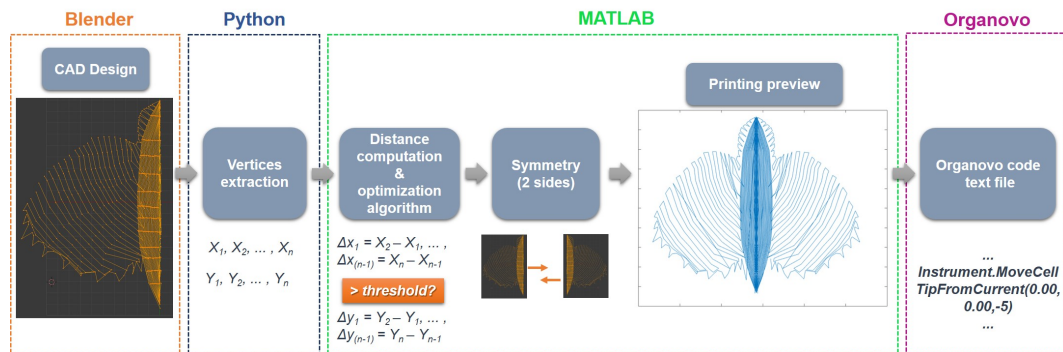 Blender
Python
MATLAB
Organovo
CAD Design
Vertices
extraction
X₁, X₂, ... , Xₙ
Y₁, Y₂, ... , Yₙ
Distance
computation
&
optimization
algorithm
Δx₁ = X₂ – X₁, ... ,
Δx₍ₙ₋₁₎ = Xₙ – Xₙ₋₁
> threshold?
Δy₁ = Y₂ – Y₁, ... ,
Δy₍ₙ₋₁₎ = Yₙ – Yₙ₋₁
Symmetry
(2 sides)
Printing preview
Organovo code
text file
...
Instrument.MoveCell
TipFromCurrent(0.00,
0.00,-5)
...